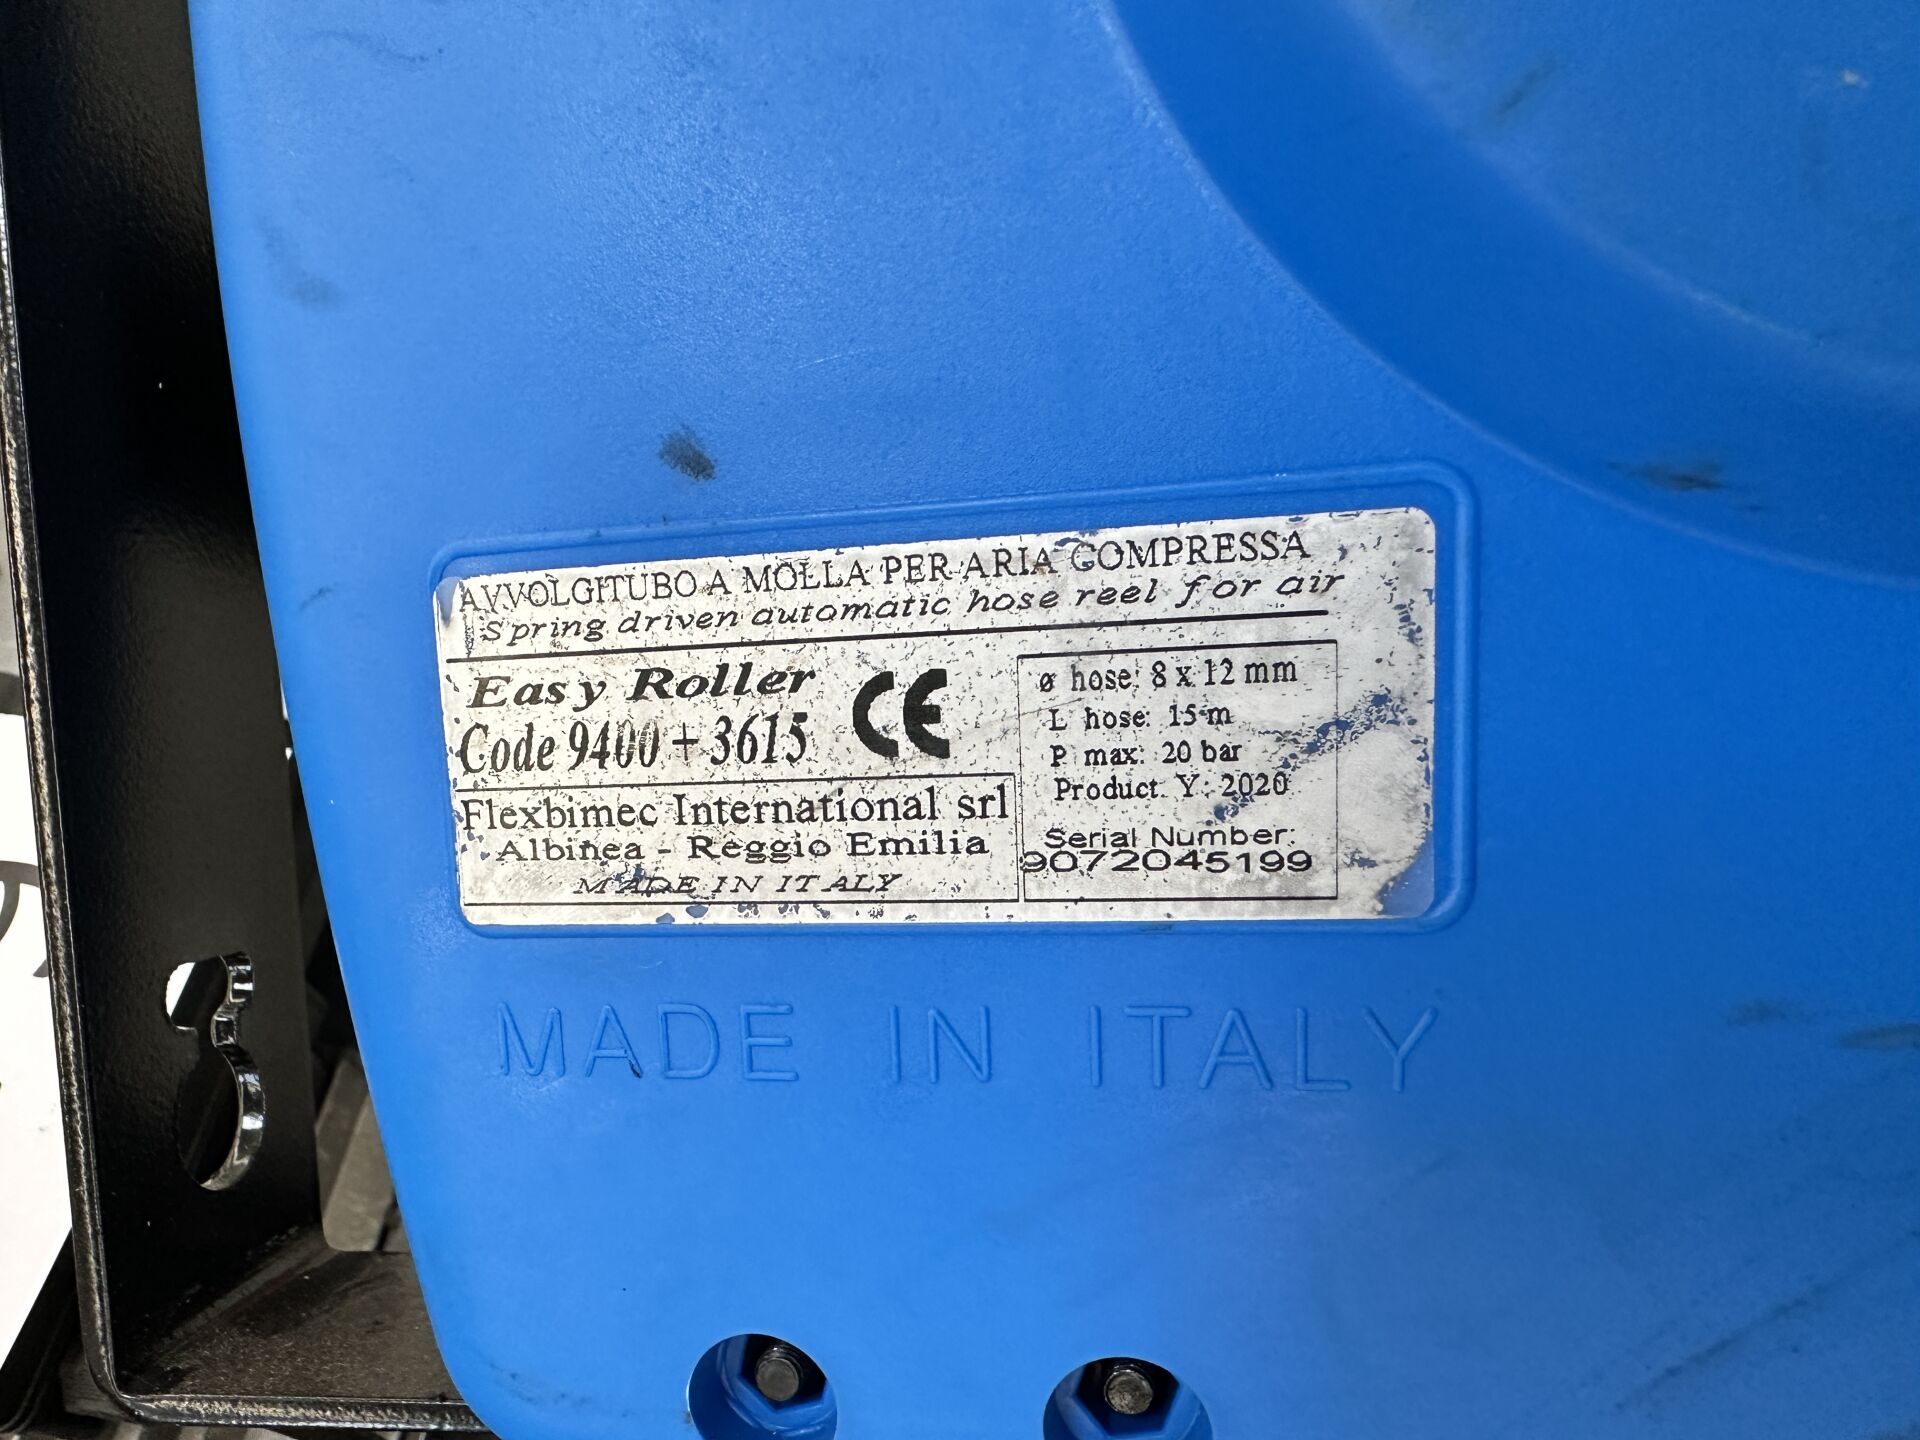 AVVOLGITUBO A MOLLA PER ARIA COMPRESSA
Spring driven automatic hose reel for air
Easy Roller
Code 9400 + 3615
CE
Flexbimec International srl
Albinea - Reggio Emilia
MADE IN ITALY
ø hose: 8 x 12 mm
L hose: 15 m
P max: 20 bar
Product. Y: 2020
Serial Number:
9072045199
MADE IN ITALY